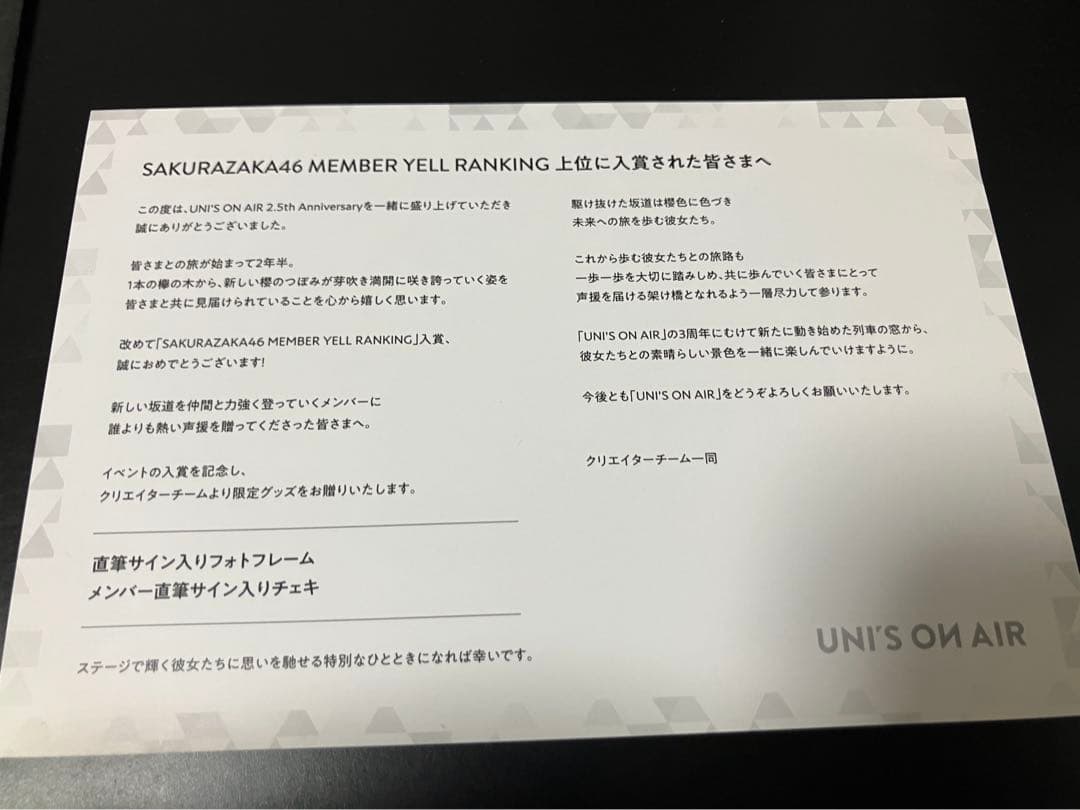 SAKURAZAKA46 MEMBER YELL RANKING 上位に入賞された皆さまへ
この度は、UNI'S ON AIR 2.5th Anniversaryを一緒に盛り上げていただき
誠にありがとうございました。
皆さまとの旅が始まって2年半。
1本の欅の木から、新しい櫻のつぼみが芽吹き満開に咲き誇っていく姿を
皆さまと共に見届けられていることを心から嬉しく思います。
改めて「SAKURAZAKA46 MEMBER YELL RANKING」入賞、
誠におめでとうございます!
新しい坂道を仲間と力強く登っていくメンバーに
誰よりも熱い声援を贈ってくださった皆さまへ。
イベントの入賞を記念し、
クリエイターチームより限定グッズをお贈りいたします。
直筆サイン入りフォトフレーム
メンバー直筆サイン入りチェキ
ステージで輝く彼女たちに思いを馳せる特別なひとときになれば幸いです。
駆け抜けた坂道は櫻色に色づき
未来への旅を歩む彼女たち。
これから歩む彼女たちとの旅路も
一歩一歩を大切に踏みしめ、共に歩んでいく皆さまにとって
声援を届ける架け橋となれるよう一層尽力して参ります。
「UNI'S ON AIR」の3周年にむけて新たに動き始めた列車の窓から、
彼女たちとの素晴らしい景色を一緒に楽しんでいけますように。
今後とも「UNI'S ON AIR」をどうぞよろしくお願いいたします。
クリエイターチーム一同
UNI'S ON AIR